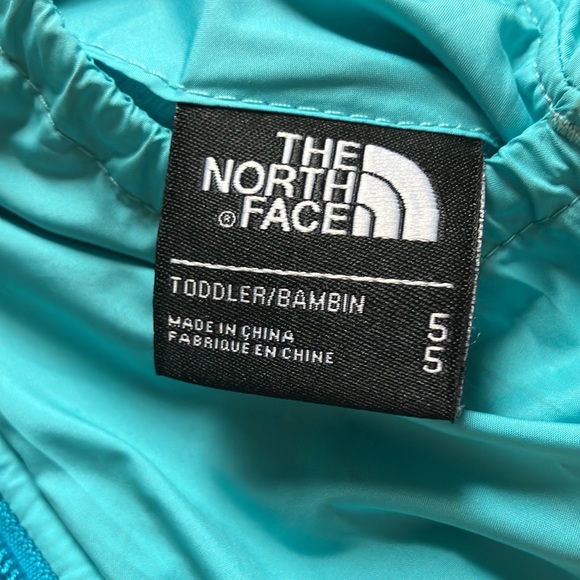 THE
NORTH
® FACE
TODDLER/BAMBIN
MADE IN CHINA 5
FABRIQUE EN CHINE 5